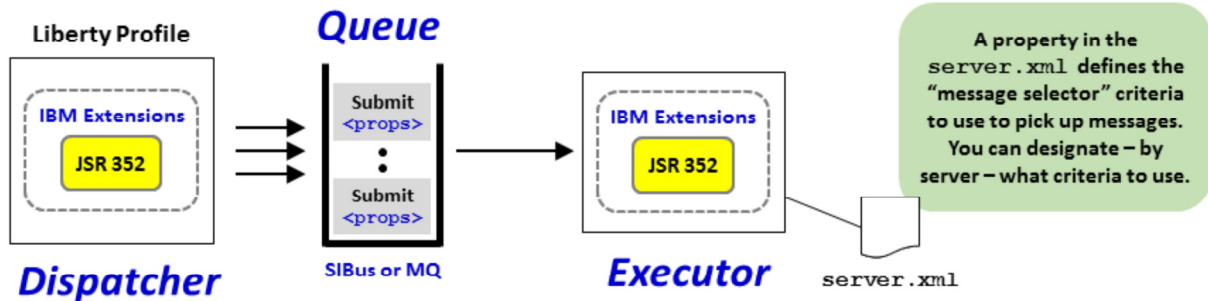 Liberty Profile
IBM Extensions
JSR 352
Dispatcher
Queue
Submit
<props>
Submit
<props>
SIBus or MQ
IBM Extensions
JSR 352
Executor
A property in the
server.xml defines the
“message selector” criteria
to use to pick up messages.
You can designate – by
server – what criteria to use.
server.xml